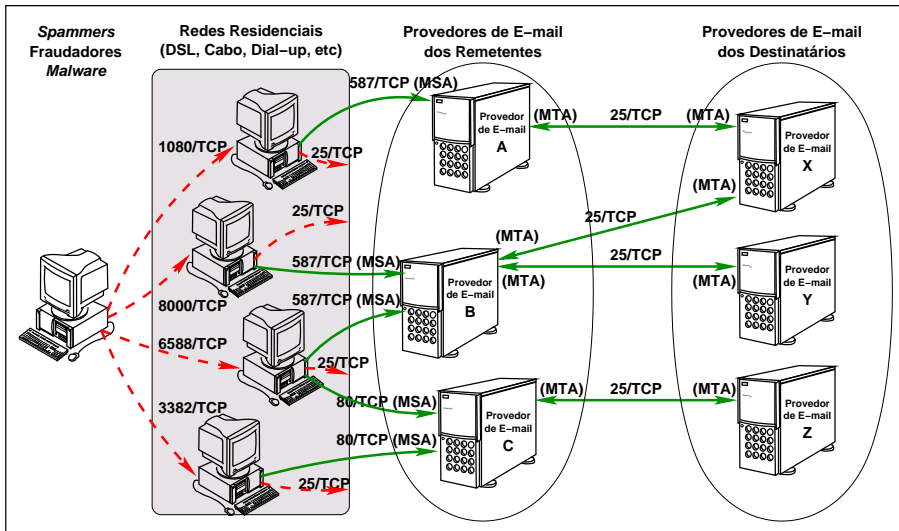 Spammers
Fraudadores
Malware
Redes Residenciais
(DSL, Cabo, Dial−up, etc)
Provedores de E−mail
dos Remetentes
Provedores de E−mail
dos Destinatários
587/TCP (MSA)
1080/TCP
25/TCP
Provedor
de E−mail
A
(MTA)
25/TCP
(MTA)
Provedor
de E−mail
X
(MTA)
25/TCP
8000/TCP
587/TCP (MSA)
(MTA)
25/TCP
(MTA)
25/TCP
(MTA)
Provedor
de E−mail
B
Provedor
de E−mail
Y
587/TCP (MSA)
6588/TCP
25/TCP
80/TCP (MSA)
3382/TCP
80/TCP (MSA)
25/TCP
Provedor
de E−mail
C
(MTA)
25/TCP
(MTA)
Provedor
de E−mail
Z